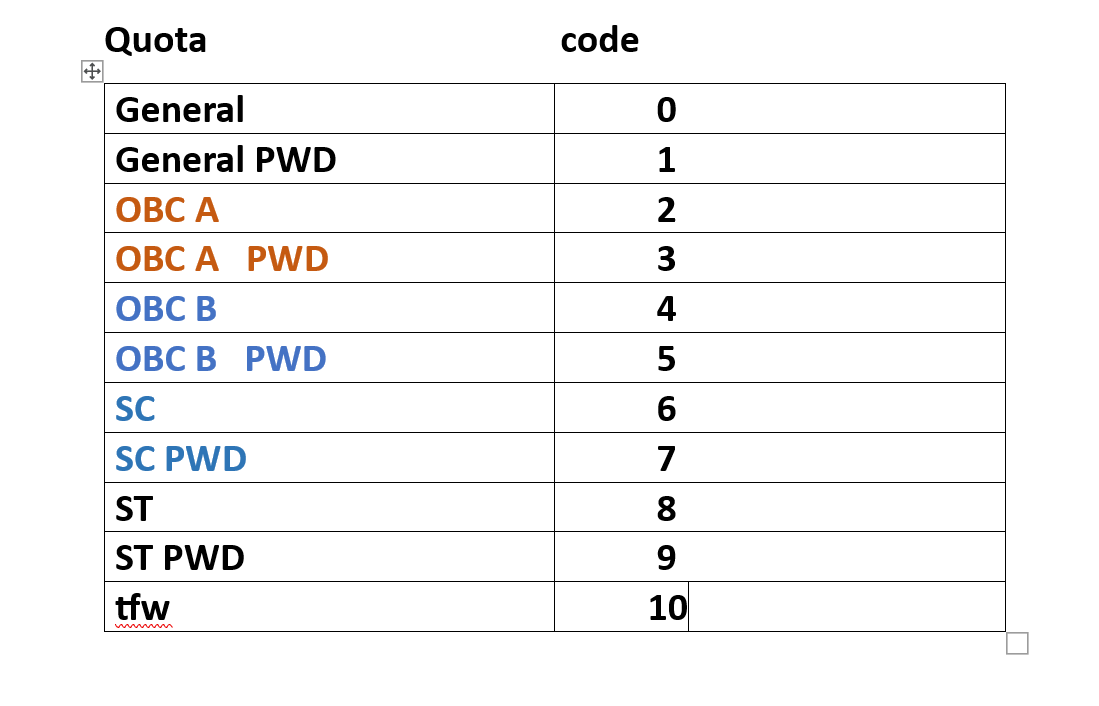 Quota code
General 0
General PWD 1
OBC A 2
OBC A PWD 3
OBC B 4
OBC B PWD 5
SC 6
SC PWD 7
ST 8
ST PWD 9
tfw 10